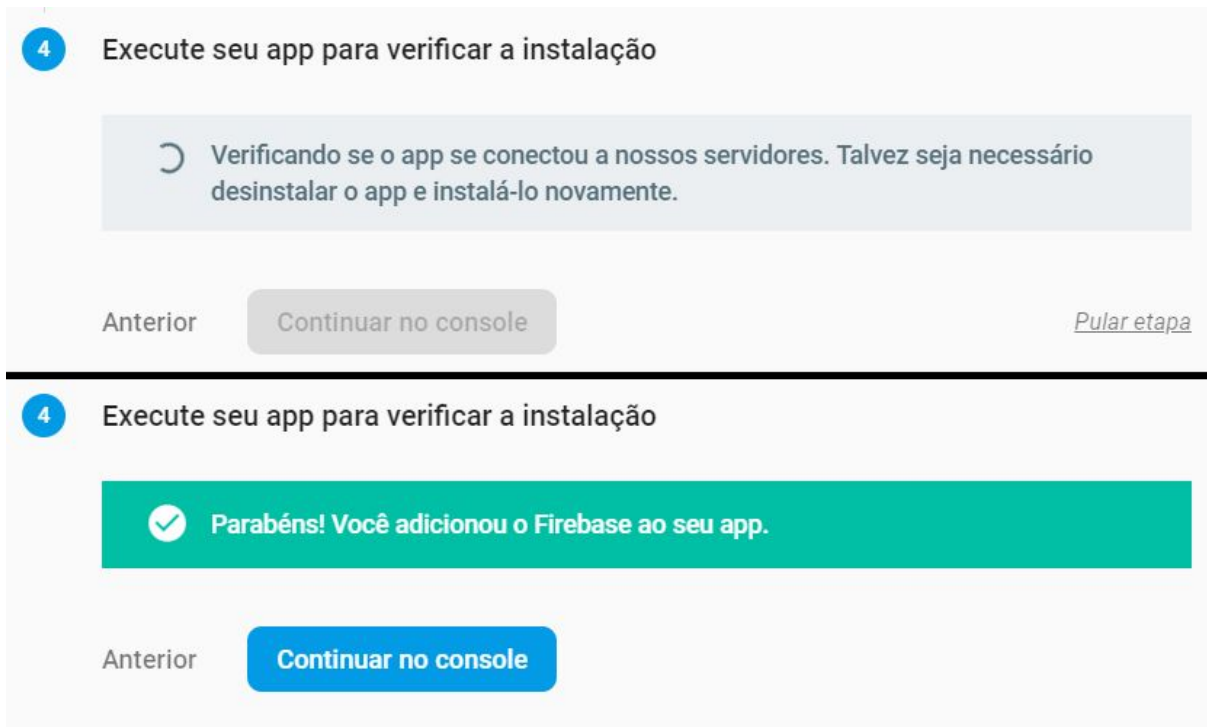 4
Execute seu app para verificar a instalação
Verificando se o app se conectou a nossos servidores. Talvez seja necessário
desinstalar o app e instalá-lo novamente.
Anterior
Continuar no console
Pular etapa
4
Execute seu app para verificar a instalação
Parabéns! Você adicionou o Firebase ao seu app.
Anterior
Continuar no console